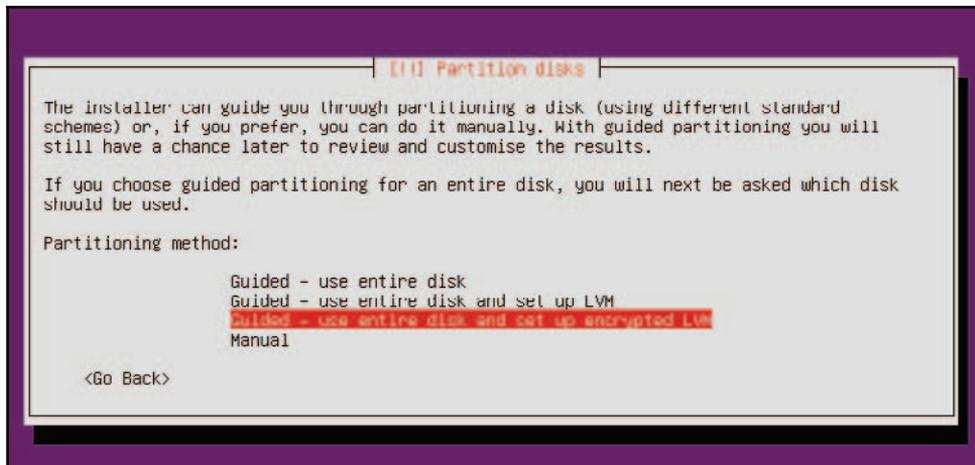 [!!] Partition disks
The installer can guide you through partitioning a disk (using different standard
schemes) or, if you prefer, you can do it manually. With guided partitioning you will
still have a chance later to review and customise the results.
If you choose guided partitioning for an entire disk, you will next be asked which disk
should be used.
Partitioning method:
Guided - use entire disk
Guided - use entire disk and set up LVM
Guided - use entire disk and set up encrypted LVM
Manual
<Go Back>